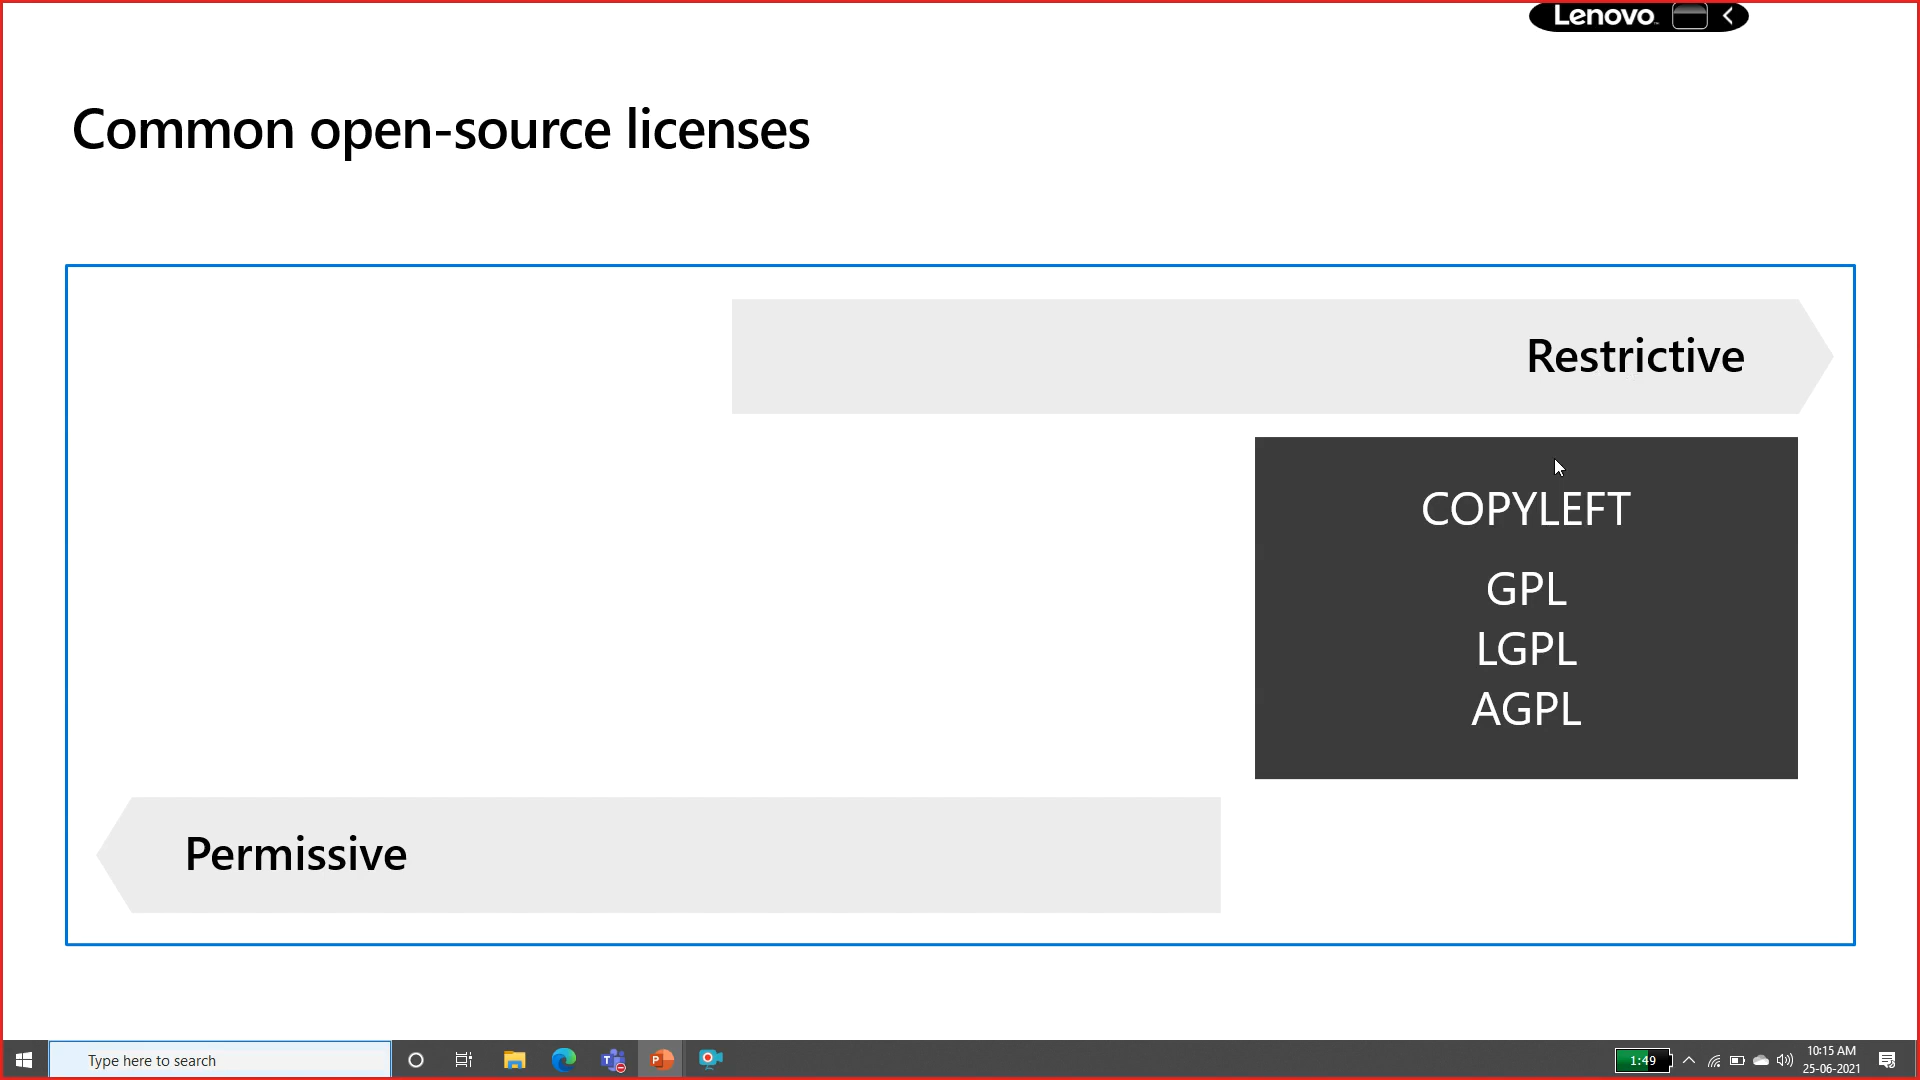 Lenovo
Common open-source licenses
Restrictive
COPYLEFT
GPL
LGPL
AGPL
Permissive
Type here to search
1:49
10:15 AM
25-06-2021